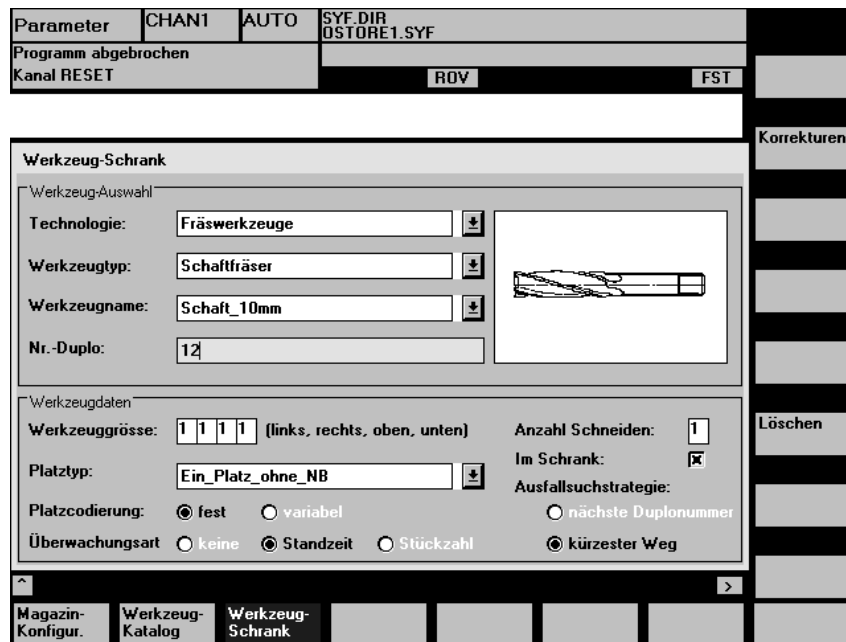 Parameter CHAN1 AUTO SYF.DIR
OSTORE1.SYF
Programm abgebrochen
Kanal RESET
ROV FST
Korrekturen
Werkzeug-Schrank
Werkzeug-Auswahl
Technologie: Fräswerkzeuge
Werkzeugtyp: Schaftfräser
Werkzeugname: Schaft_10mm
Nr.-Duplo: 12
Werkzeugdaten
Werkzeuggrösse: 1 1 1 1 (links, rechts, oben, unten) Anzahl Schneiden: 1
Löschen
Im Schrank:
Platztyp: Ein_Platz_ohne_NB
Ausfallsuchstrategie:
Platzcodierung: fest variabel nächste Duplonummer
Überwachungsart keine Standzeit Stückzahl kürzester Weg
^ >
Magazin-
Konfigur.
Werkzeug-
Katalog
Werkzeug-
Schrank